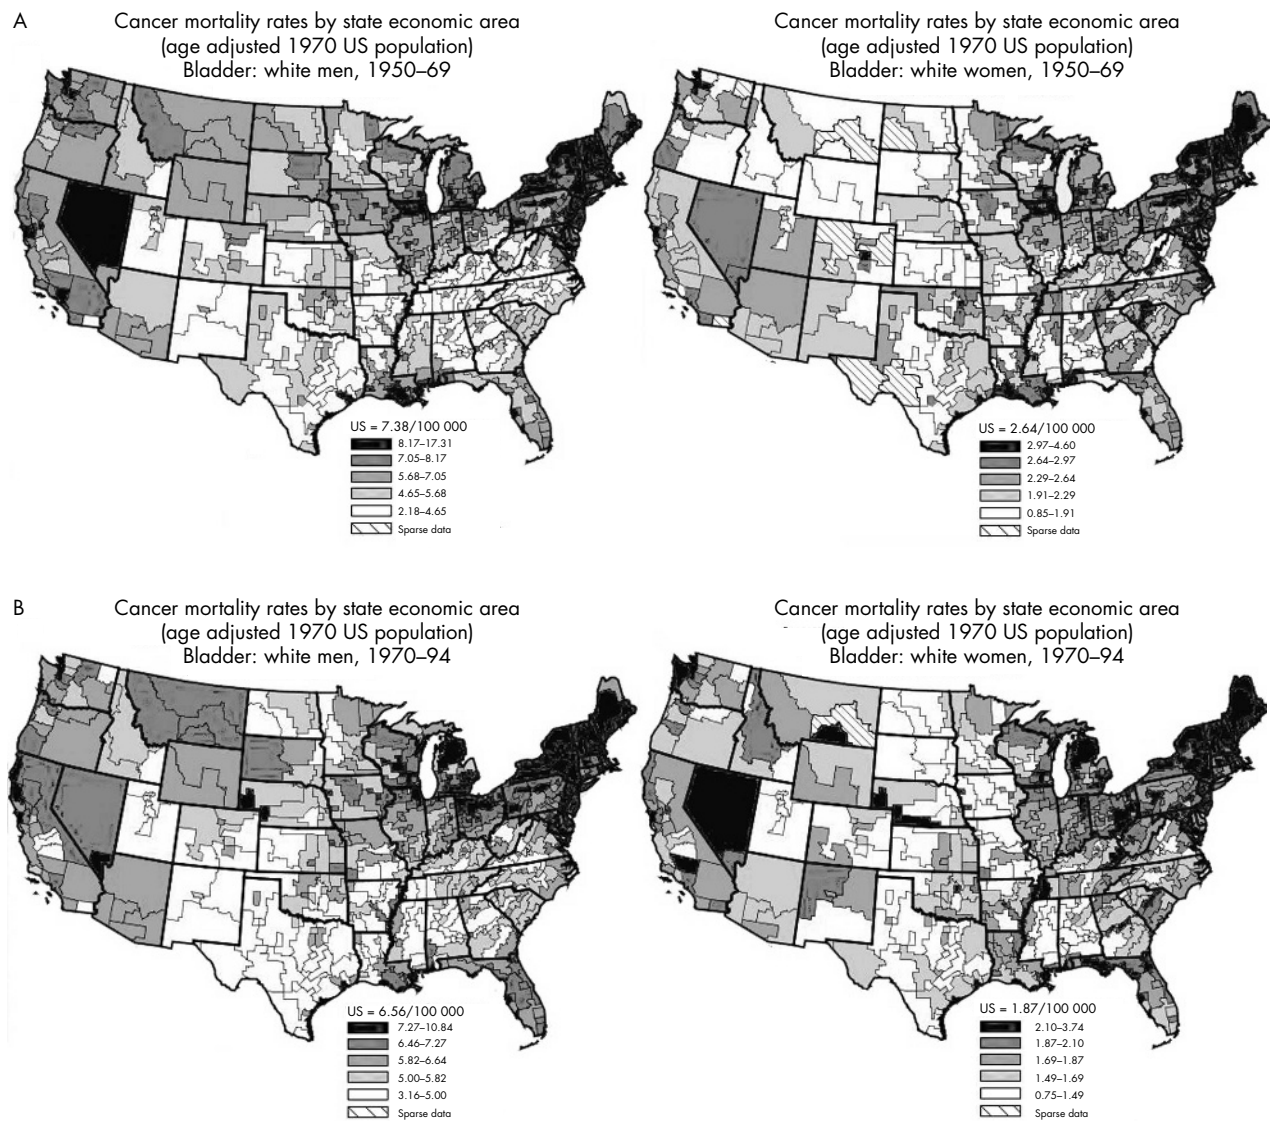 A
Cancer mortality rates by state economic area
(age adjusted 1970 US population)
Bladder: white men, 1950–69
US = 7.38/100 000
8.17–17.31
7.05–8.17
5.68–7.05
4.65–5.68
2.18–4.65
Sparse data
Cancer mortality rates by state economic area
(age adjusted 1970 US population)
Bladder: white women, 1950–69
US = 2.64/100 000
2.97–4.60
2.64–2.97
2.29–2.64
1.91–2.29
0.85–1.91
Sparse data
B
Cancer mortality rates by state economic area
(age adjusted 1970 US population)
Bladder: white men, 1970–94
US = 6.56/100 000
7.27–10.84
6.46–7.27
5.82–6.64
5.00–5.82
3.16–5.00
Sparse data
Cancer mortality rates by state economic area
(age adjusted 1970 US population)
Bladder: white women, 1970–94
US = 1.87/100 000
2.10–3.74
1.87–2.10
1.69–1.87
1.49–1.69
0.75–1.49
Sparse data